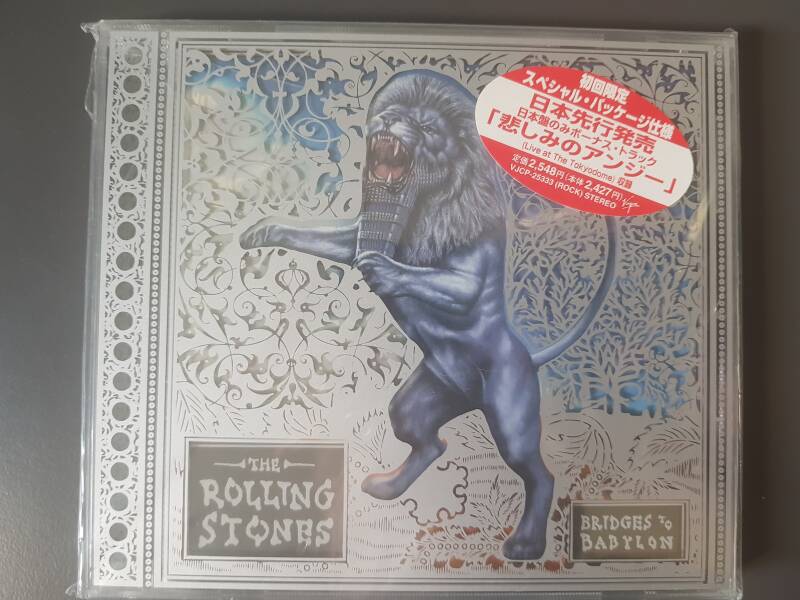 初回限定
スペシャル・パッケージ仕様
日本先行発売
日本盤のみボーナス・トラック
「悲しみのアンジー」
(Live at The Tokyodome) 収録
定価2,548円(本体2,427円)
VJCP-25333 (ROCK) STEREO
Virgin
THE
ROLLING
STONES
BRIDGES TO
BABYLON